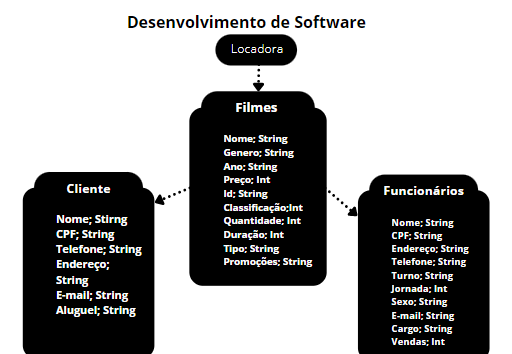 Desenvolvimento de Software
Locadora
Filmes
Nome; String
Genero; String
Ano; String
Preço; Int
Id; String
Classificação;Int
Quantidade; Int
Duração; Int
Tipo; String
Promoções; String
Cliente
Nome; Stirng
CPF; String
Telefone; String
Endereço;
String
E-mail; String
Aluguel; String
Funcionários
Nome; String
CPF; String
Endereço; String
Telefone; String
Turno; String
Jornada; Int
Sexo; String
E-mail; String
Cargo; String
Vendas; Int